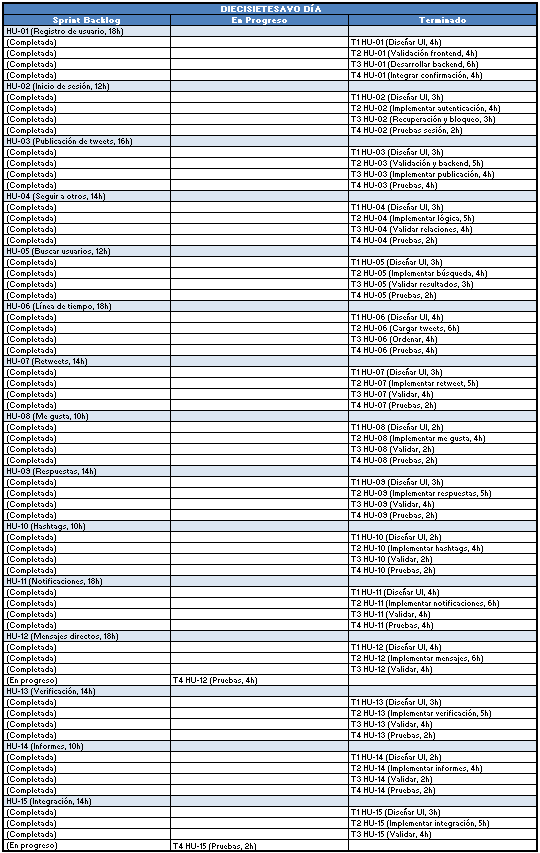 DIECISIETESAVO DÍA
Sprint Backlog En Progreso Terminado
HU-01 (Registro de usuario, 18h)
(Completada) T1 HU-01 (Diseñar UI, 4h)
(Completada) T2 HU-01 (Validación frontend, 4h)
(Completada) T3 HU-01 (Desarrollar backend, 6h)
(Completada) T4 HU-01 (Integrar confirmación, 4h)
HU-02 (Inicio de sesión, 12h)
(Completada) T1 HU-02 (Diseñar UI, 3h)
(Completada) T2 HU-02 (Implementar autenticación, 4h)
(Completada) T3 HU-02 (Recuperación y bloqueo, 3h)
(Completada) T4 HU-02 (Pruebas sesión, 2h)
HU-03 (Publicación de tweets, 16h)
(Completada) T1 HU-03 (Diseñar UI, 3h)
(Completada) T2 HU-03 (Validación y backend, 5h)
(Completada) T3 HU-03 (Implementar publicación, 4h)
(Completada) T4 HU-03 (Pruebas, 4h)
HU-04 (Seguir a otros, 14h)
(Completada) T1 HU-04 (Diseñar UI, 3h)
(Completada) T2 HU-04 (Implementar lógica, 5h)
(Completada) T3 HU-04 (Validar relaciones, 4h)
(Completada) T4 HU-04 (Pruebas, 2h)
HU-05 (Buscar usuarios, 12h)
(Completada) T1 HU-05 (Diseñar UI, 3h)
(Completada) T2 HU-05 (Implementar búsqueda, 4h)
(Completada) T3 HU-05 (Validar resultados, 3h)
(Completada) T4 HU-05 (Pruebas, 2h)
HU-06 (Línea de tiempo, 18h)
(Completada) T1 HU-06 (Diseñar UI, 4h)
(Completada) T2 HU-06 (Cargar tweets, 6h)
(Completada) T3 HU-06 (Ordenar, 4h)
(Completada) T4 HU-06 (Pruebas, 4h)
HU-07 (Retweets, 14h)
(Completada) T1 HU-07 (Diseñar UI, 3h)
(Completada) T2 HU-07 (Implementar retweet, 5h)
(Completada) T3 HU-07 (Validar, 4h)
(Completada) T4 HU-07 (Pruebas, 2h)
HU-08 (Me gusta, 10h)
(Completada) T1 HU-08 (Diseñar UI, 2h)
(Completada) T2 HU-08 (Implementar me gusta, 4h)
(Completada) T3 HU-08 (Validar, 2h)
(Completada) T4 HU-08 (Pruebas, 2h)
HU-09 (Respuestas, 14h)
(Completada) T1 HU-09 (Diseñar UI, 3h)
(Completada) T2 HU-09 (Implementar respuestas, 5h)
(Completada) T3 HU-09 (Validar, 4h)
(Completada) T4 HU-09 (Pruebas, 2h)
HU-10 (Hashtags, 10h)
(Completada) T1 HU-10 (Diseñar UI, 2h)
(Completada) T2 HU-10 (Implementar hashtags, 4h)
(Completada) T3 HU-10 (Validar, 2h)
(Completada) T4 HU-10 (Pruebas, 2h)
HU-11 (Notificaciones, 18h)
(Completada) T1 HU-11 (Diseñar UI, 4h)
(Completada) T2 HU-11 (Implementar notificaciones, 6h)
(Completada) T3 HU-11 (Validar, 4h)
(Completada) T4 HU-11 (Pruebas, 4h)
HU-12 (Mensajes directos, 18h)
(Completada) T1 HU-12 (Diseñar UI, 4h)
(Completada) T2 HU-12 (Implementar mensajes, 6h)
(Completada) T3 HU-12 (Validar, 4h)
(En progreso) T4 HU-12 (Pruebas, 4h)
HU-13 (Verificación, 14h)
(Completada) T1 HU-13 (Diseñar UI, 3h)
(Completada) T2 HU-13 (Implementar verificación, 5h)
(Completada) T3 HU-13 (Validar, 4h)
(Completada) T4 HU-13 (Pruebas, 2h)
HU-14 (Informes, 10h)
(Completada) T1 HU-14 (Diseñar UI, 2h)
(Completada) T2 HU-14 (Implementar informes, 4h)
(Completada) T3 HU-14 (Validar, 2h)
(Completada) T4 HU-14 (Pruebas, 2h)
HU-15 (Integración, 14h)
(Completada) T1 HU-15 (Diseñar UI, 3h)
(Completada) T2 HU-15 (Implementar integración, 5h)
(Completada) T3 HU-15 (Validar, 4h)
(En progreso) T4 HU-15 (Pruebas, 2h)